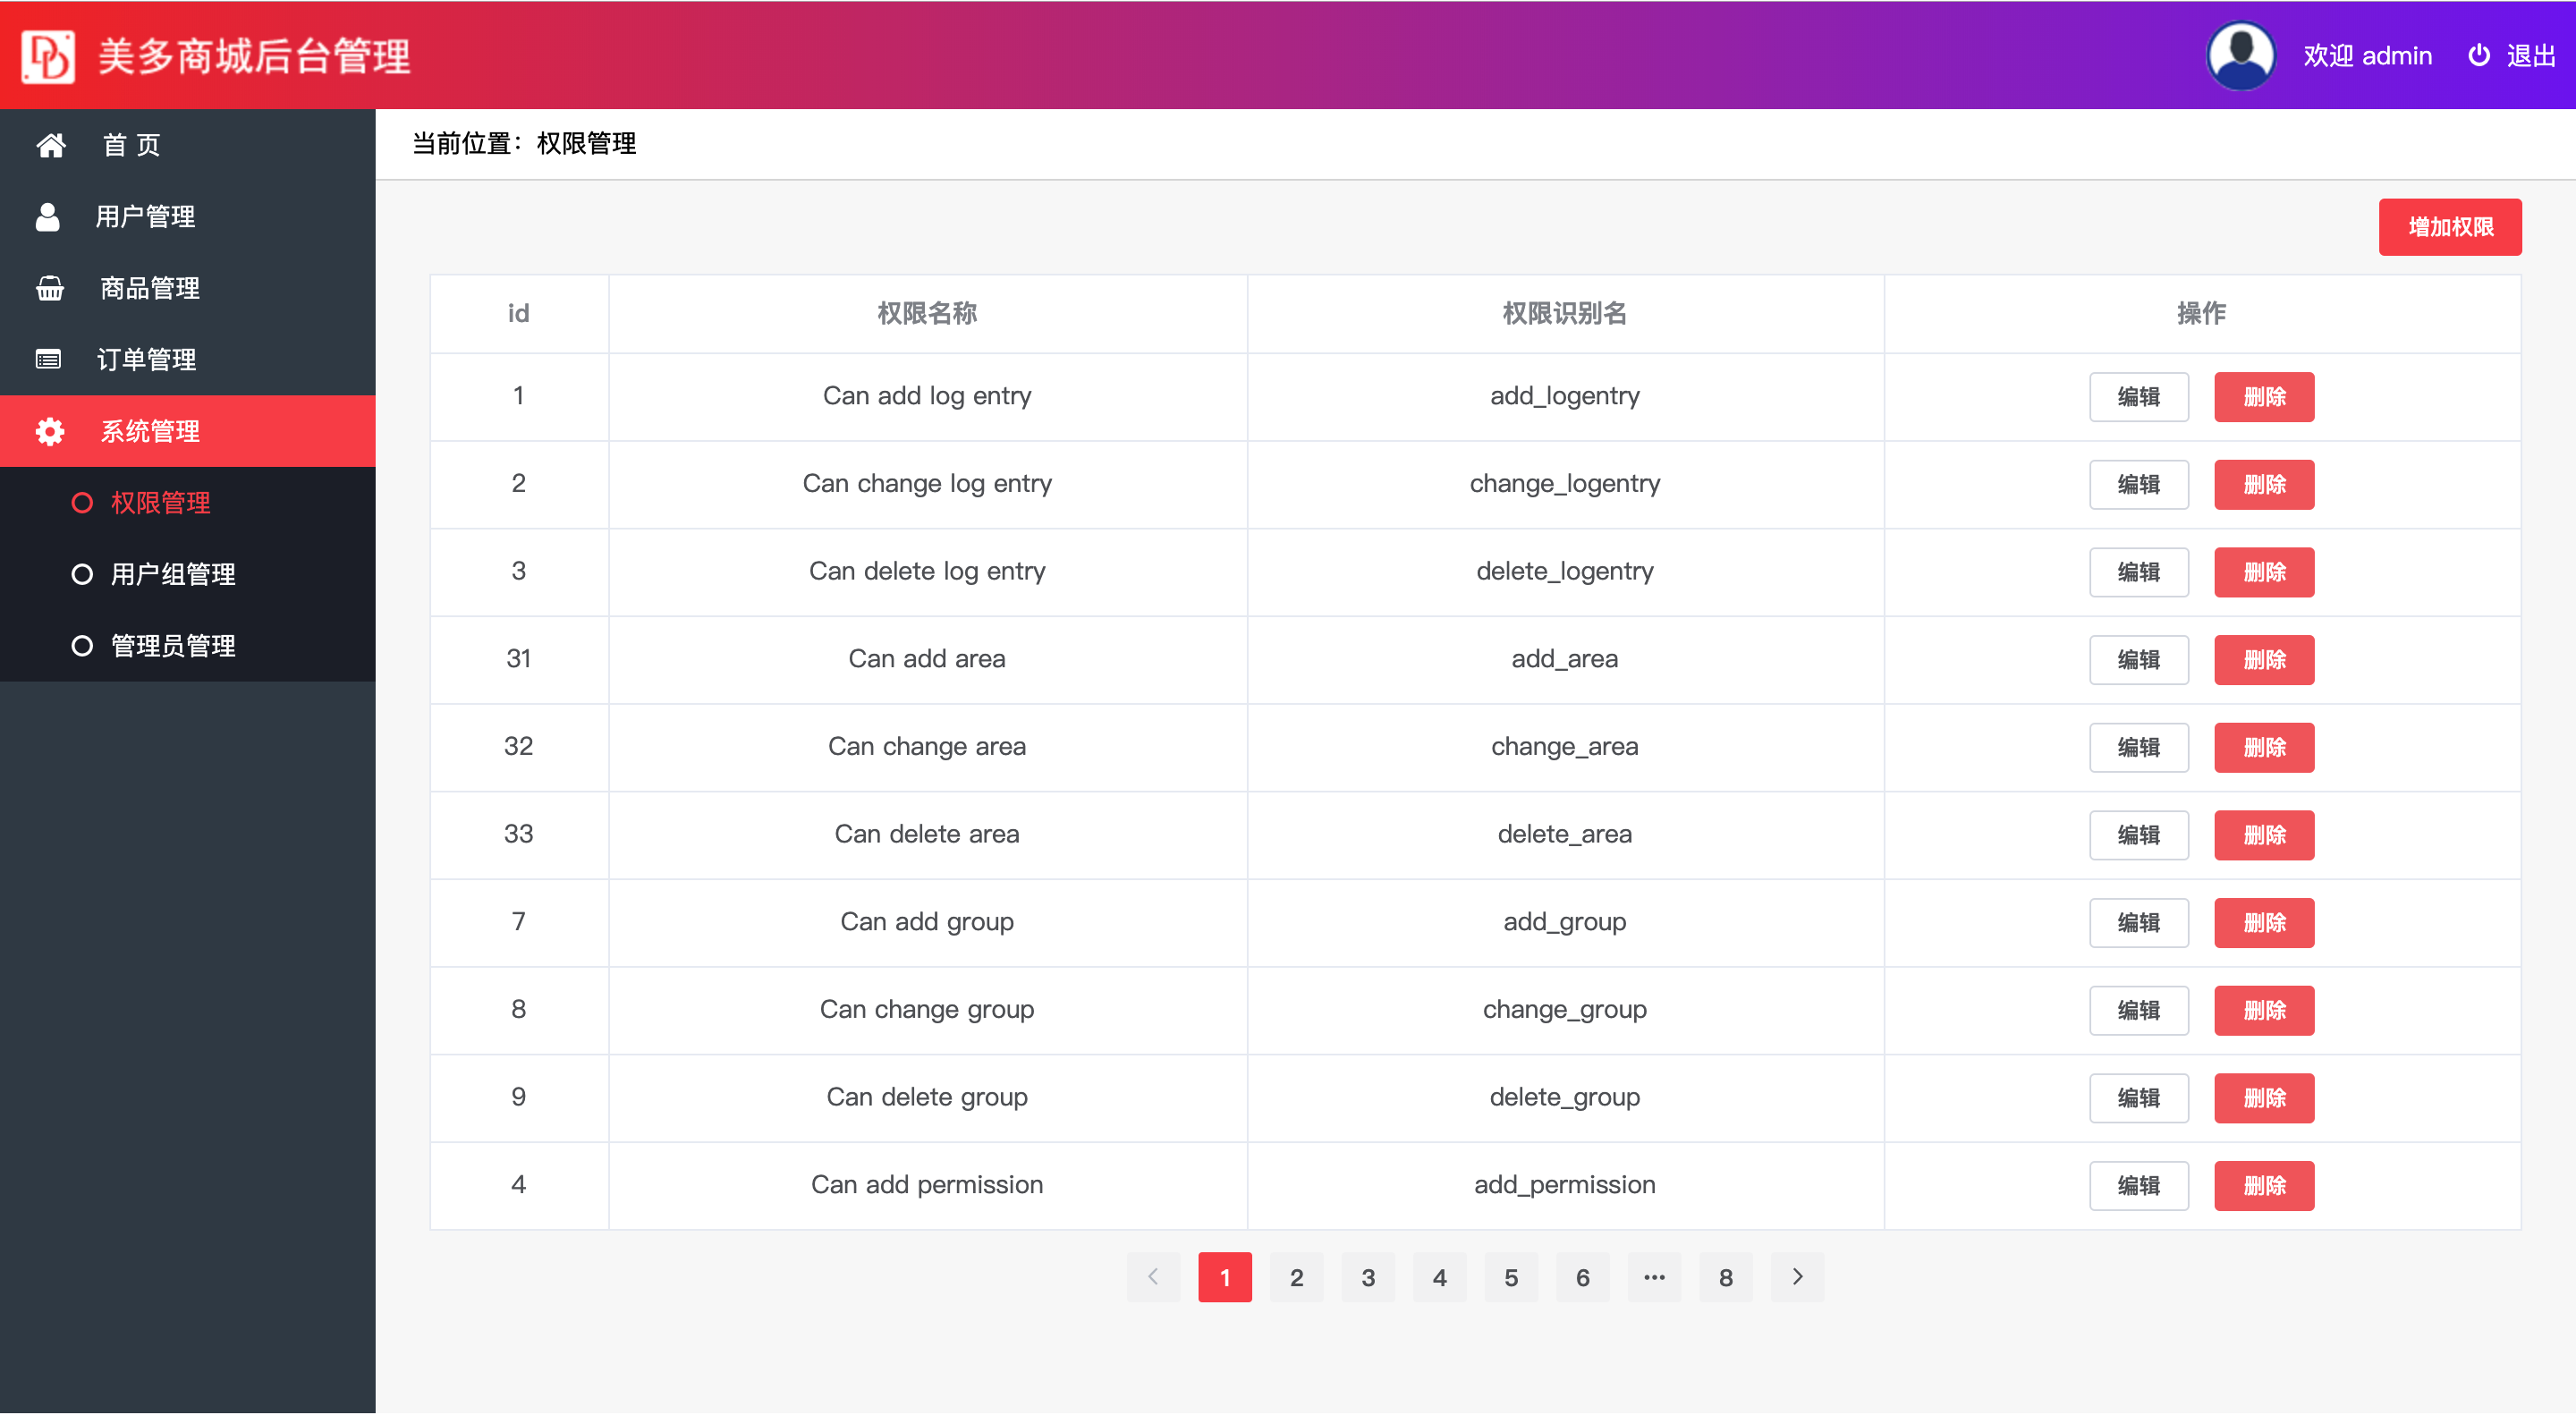 美多商城后台管理
欢迎 admin 退出
首 页
用户管理
商品管理
订单管理
系统管理
权限管理
用户组管理
管理员管理
当前位置：权限管理
增加权限
id 权限名称 权限识别名 操作
1 Can add log entry add_logentry 编辑 删除
2 Can change log entry change_logentry 编辑 删除
3 Can delete log entry delete_logentry 编辑 删除
31 Can add area add_area 编辑 删除
32 Can change area change_area 编辑 删除
33 Can delete area delete_area 编辑 删除
7 Can add group add_group 编辑 删除
8 Can change group change_group 编辑 删除
9 Can delete group delete_group 编辑 删除
4 Can add permission add_permission 编辑 删除
1 2 3 4 5 6 ··· 8